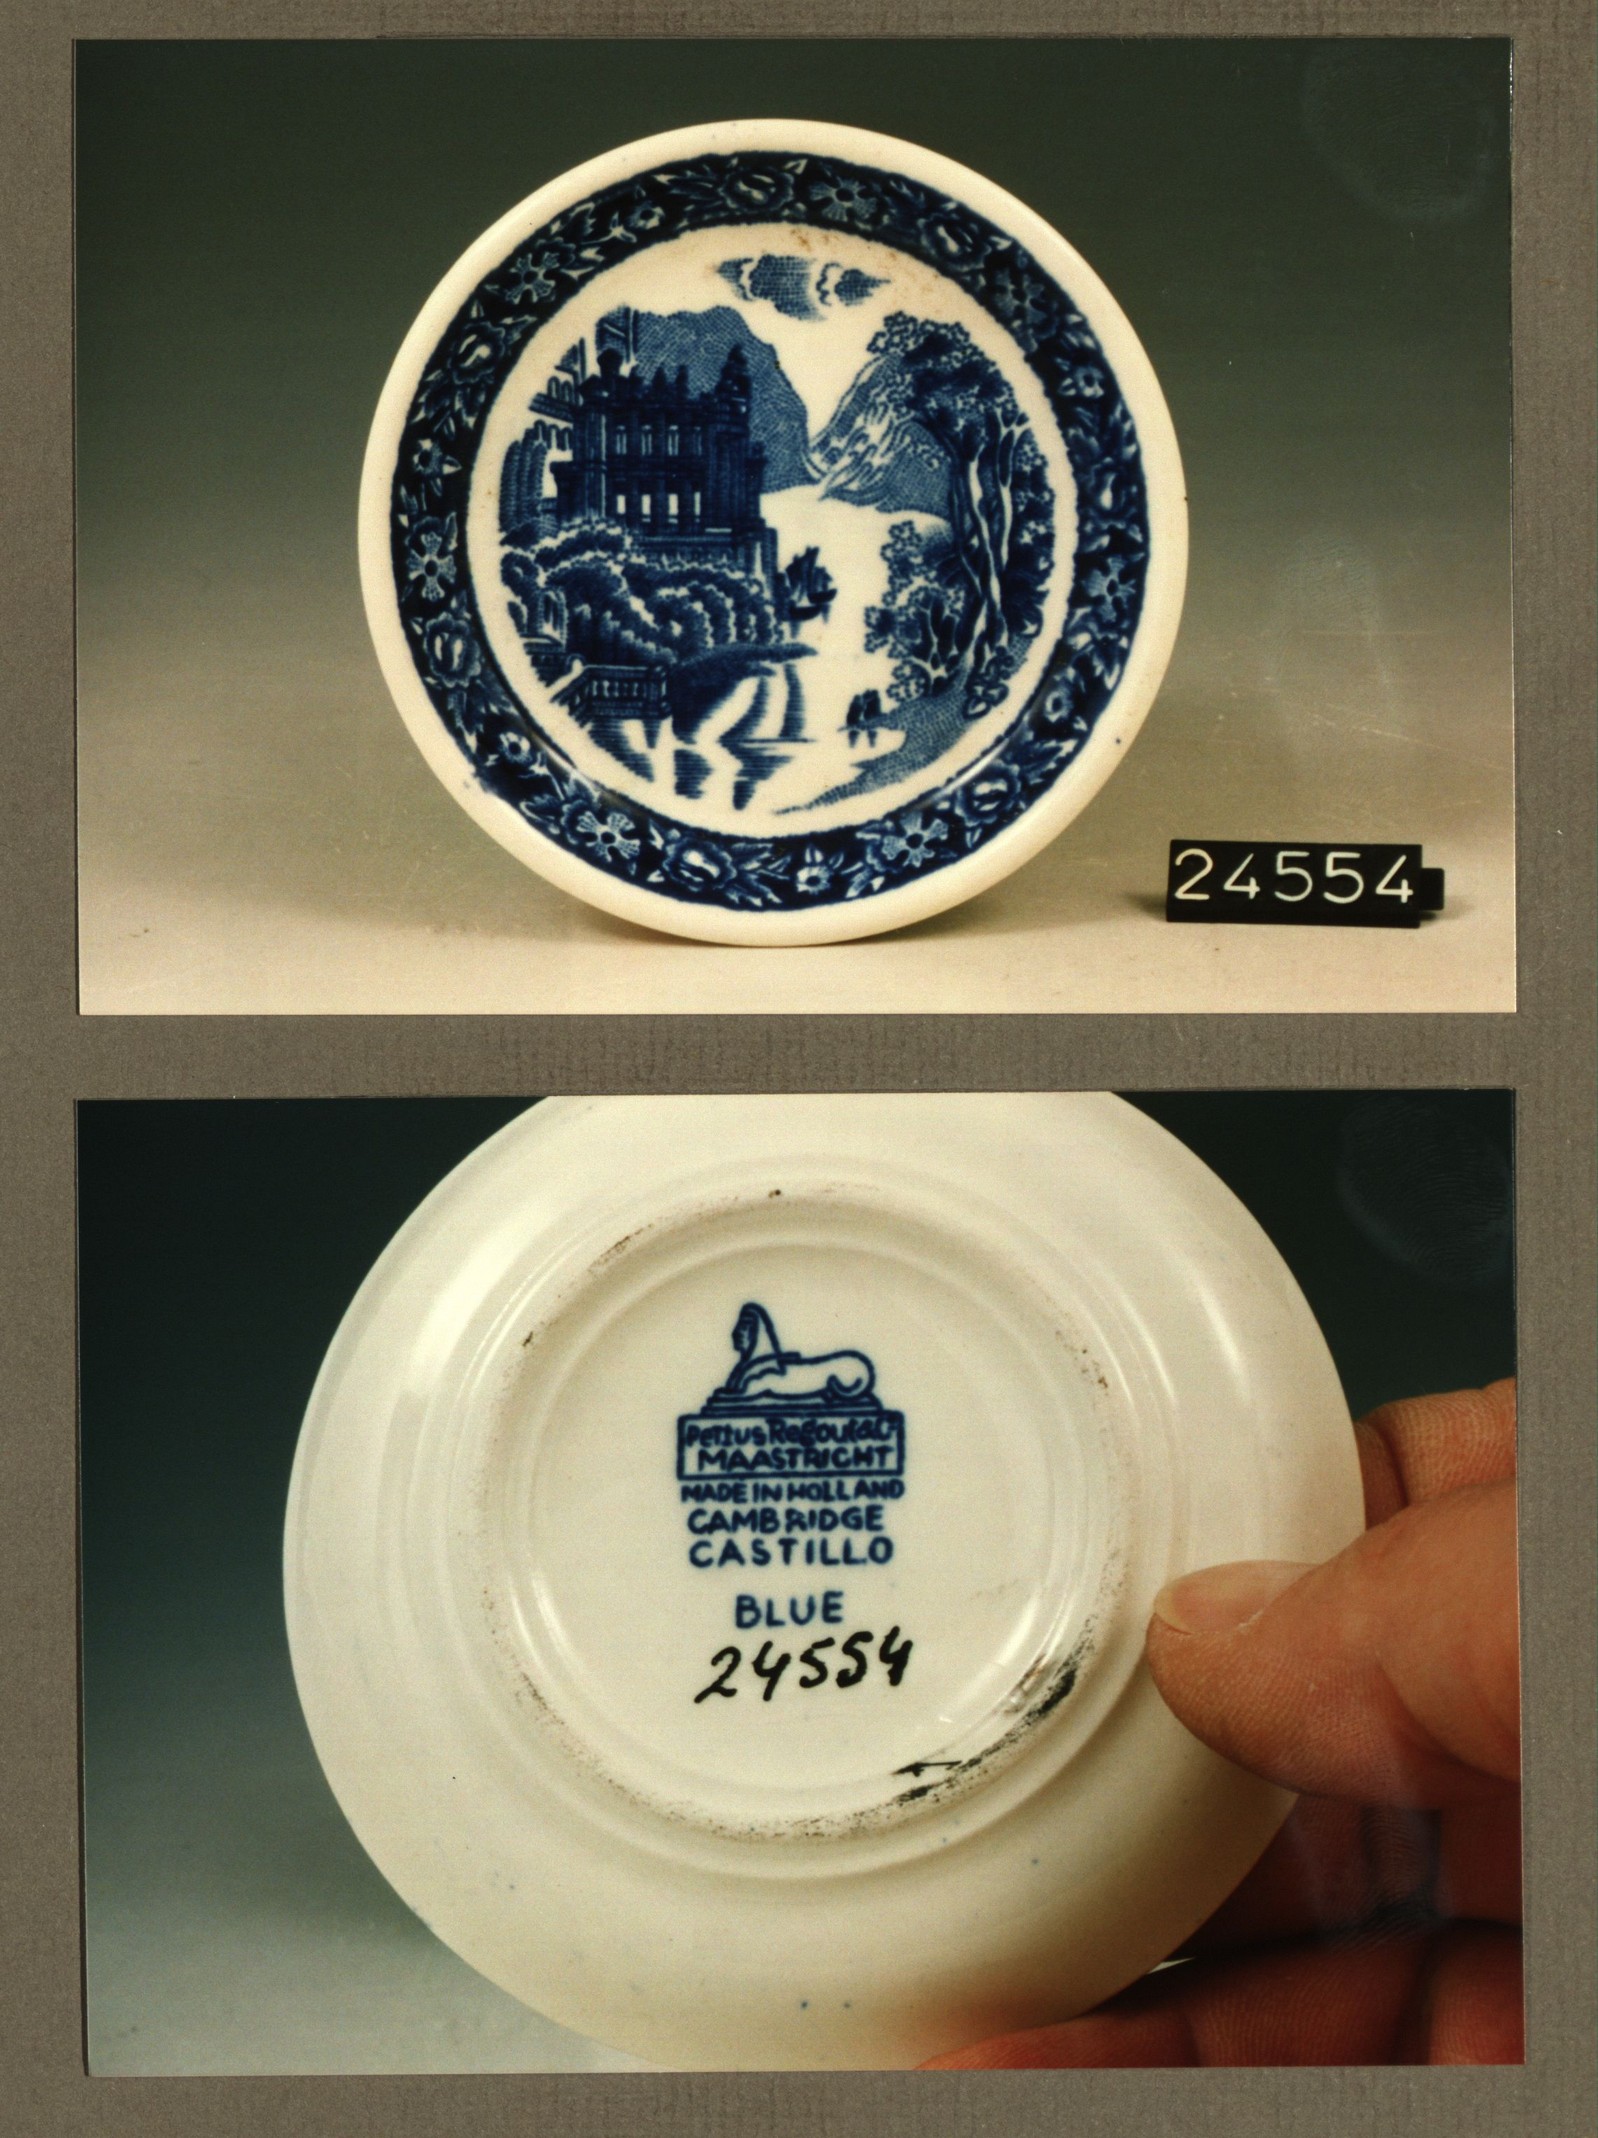 24554
Petrus Regout & Co
MAASTRICHT
MADE IN HOLLAND
CAMBRIDGE
CASTILLO
BLUE
24554